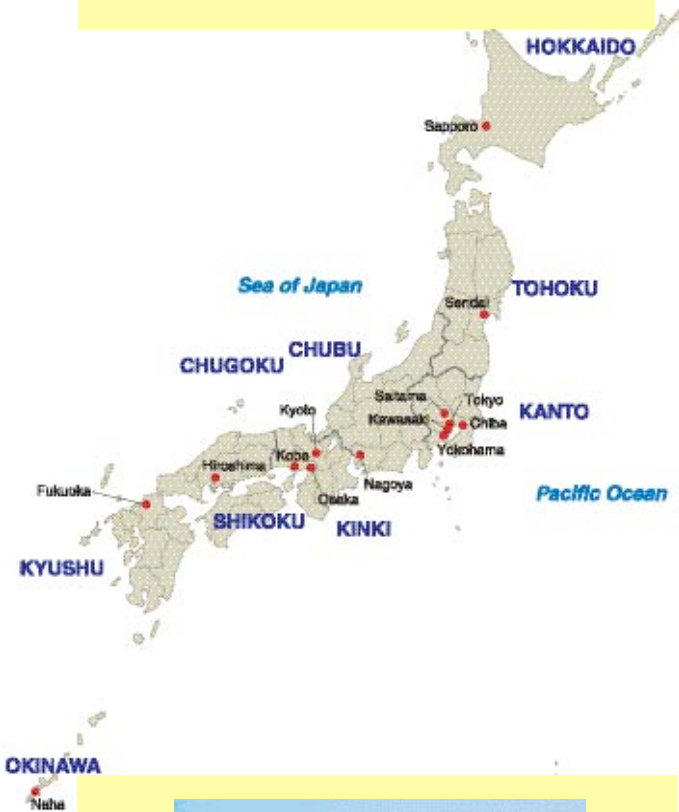 HOKKAIDO
Sapporo
Sea of Japan
TOHOKU
Sendai
CHUBU
CHUGOKU
Saitama
Tokyo
Kyoto
KANTO
Kawasaki
Chiba
Yokohama
Kobe
Hiroshima
Nagoya
Fukuoka
Osaka
Pacific Ocean
SHIKOKU
KINKI
KYUSHU
OKINAWA
Naha